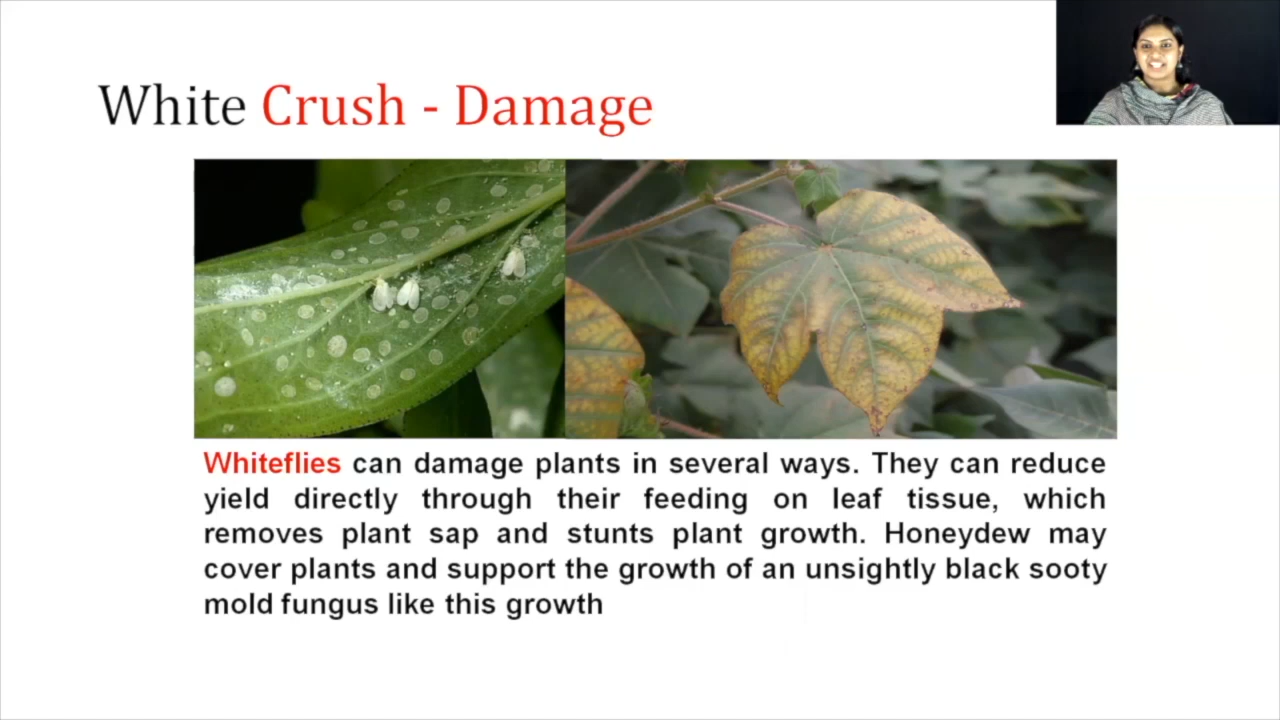 White Crush - Damage
Whiteflies can damage plants in several ways. They can reduce
yield directly through their feeding on leaf tissue, which
removes plant sap and stunts plant growth. Honeydew may
cover plants and support the growth of an unsightly black sooty
mold fungus like this growth